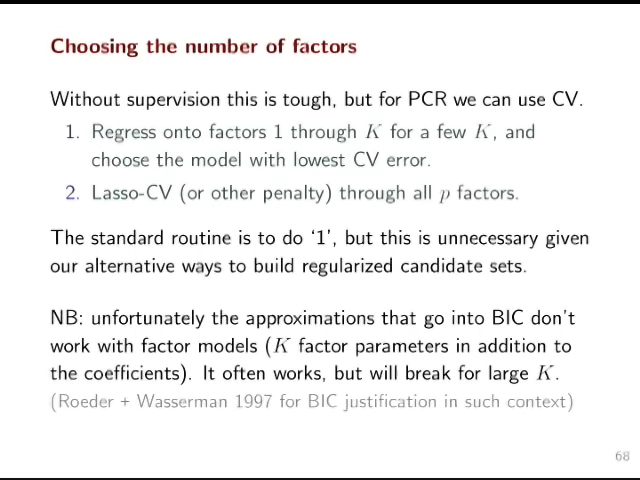 Choosing the number of factors
Without supervision this is tough, but for PCR we can use CV.
1. Regress onto factors 1 through K for a few K, and
choose the model with lowest CV error.
2. Lasso-CV (or other penalty) through all p factors.
The standard routine is to do ‘1’, but this is unnecessary given
our alternative ways to build regularized candidate sets.
NB: unfortunately the approximations that go into BIC don't
work with factor models (K factor parameters in addition to
the coefficients). It often works, but will break for large K.
(Roeder + Wasserman 1997 for BIC justification in such context)
68